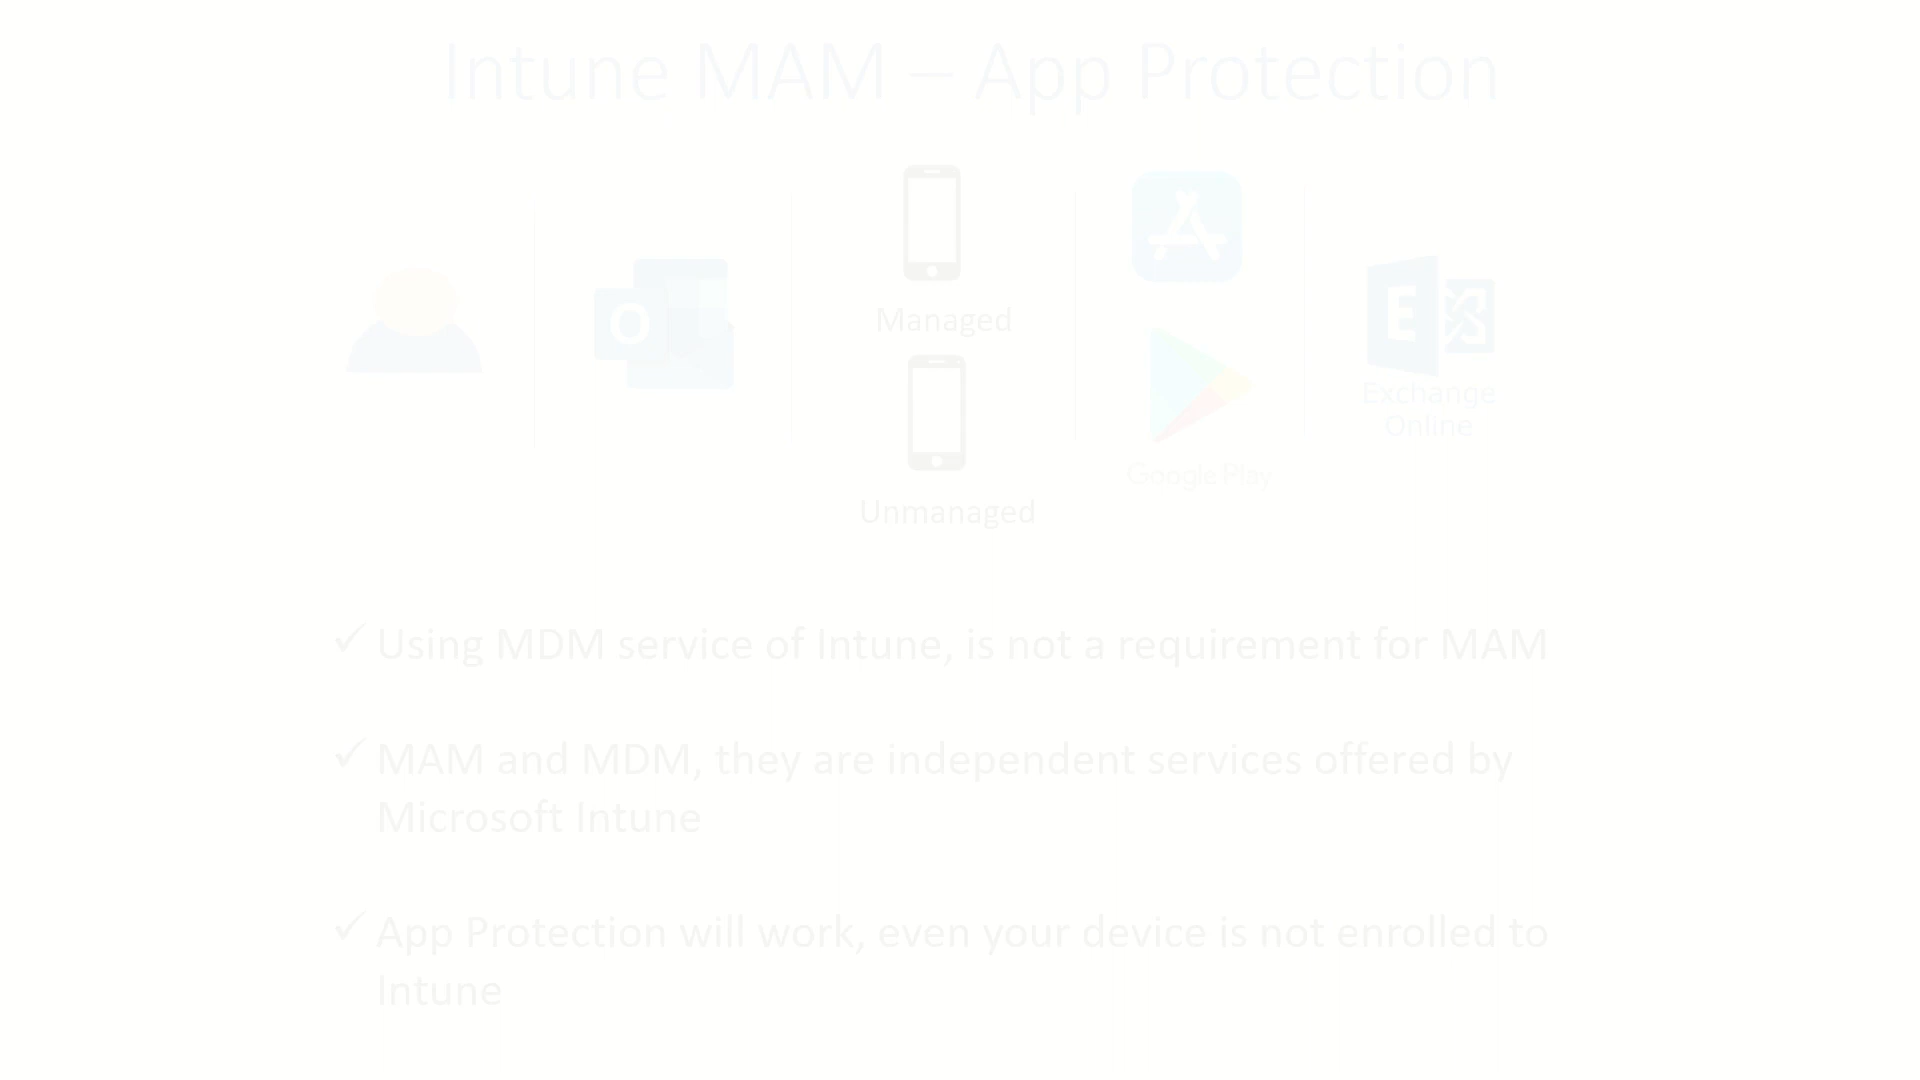 Intune MAM – App Protection
Managed
Unmanaged
O
Google Play
E
Exchange
Online
✓ Using MDM service of Intune, is not a requirement for MAM
✓ MAM and MDM, they are independent services offered by
Microsoft Intune
✓ App Protection will work, even your device is not enrolled to
Intune